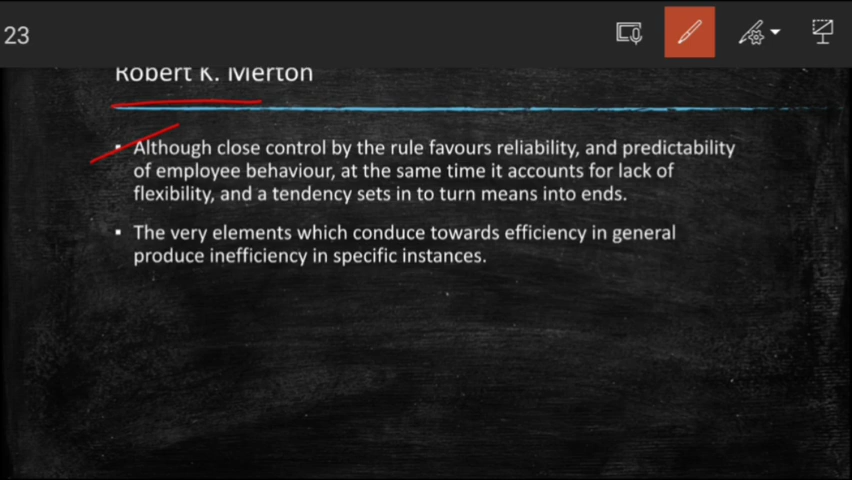 23
Robert K. Merton
▪ Although close control by the rule favours reliability, and predictability
of employee behaviour, at the same time it accounts for lack of
flexibility, and a tendency sets in to turn means into ends.
▪ The very elements which conduce towards efficiency in general
produce inefficiency in specific instances.